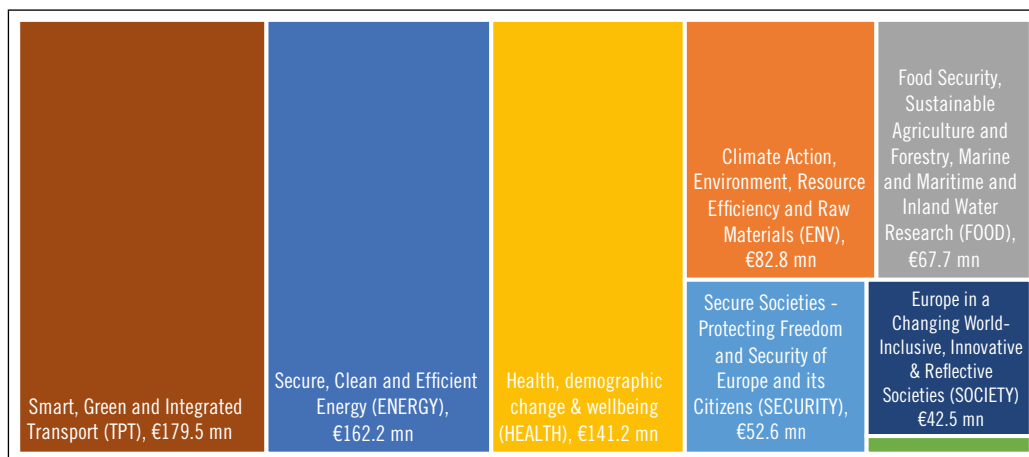 Smart, Green and Integrated
Transport (TPT), €179.5 mn
Secure, Clean and Efficient
Energy (ENERGY),
€162.2 mn
Health, demographic
change & wellbeing
(HEALTH), €141.2 mn
Climate Action,
Environment, Resource
Efficiency and Raw
Materials (ENV),
€82.8 mn
Food Security,
Sustainable
Agriculture and
Forestry, Marine
and Maritime and
Inland Water
Research (FOOD),
€67.7 mn
Secure Societies -
Protecting Freedom
and Security of
Europe and its
Citizens (SECURITY),
€52.6 mn
Europe in a
Changing World-
Inclusive, Innovative
& Reflective
Societies (SOCIETY)
€42.5 mn